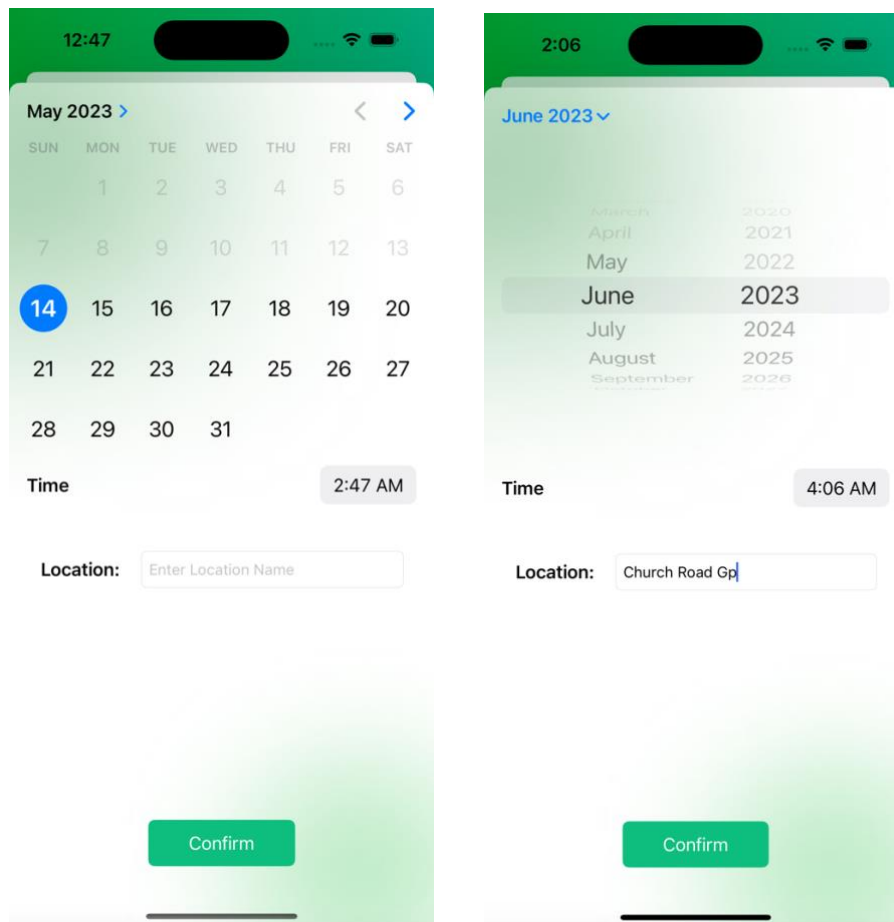 12:47
May 2023 >
SUN MON TUE WED THU FRI SAT
1 2 3 4 5 6
7 8 9 10 11 12 13
14 15 16 17 18 19 20
21 22 23 24 25 26 27
28 29 30 31
Time 2:47 AM
Location: Enter Location Name
Confirm
2:06
June 2023
March 2020
April 2021
May 2022
June 2023
July 2024
August 2025
September 2026
Time 4:06 AM
Location: Church Road Gp
Confirm